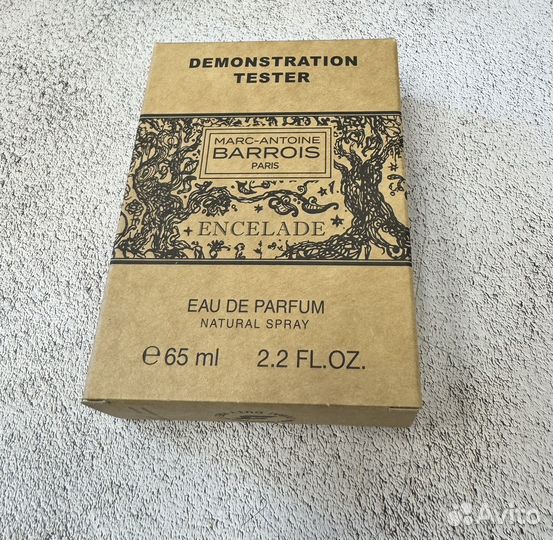 DEMONSTRATION
TESTER
MARC-ANTOINE
BARROIS
PARIS
ENCELADE
EAU DE PARFUM
NATURAL SPRAY
℮ 65 ml 2.2 FL.OZ.
Avito